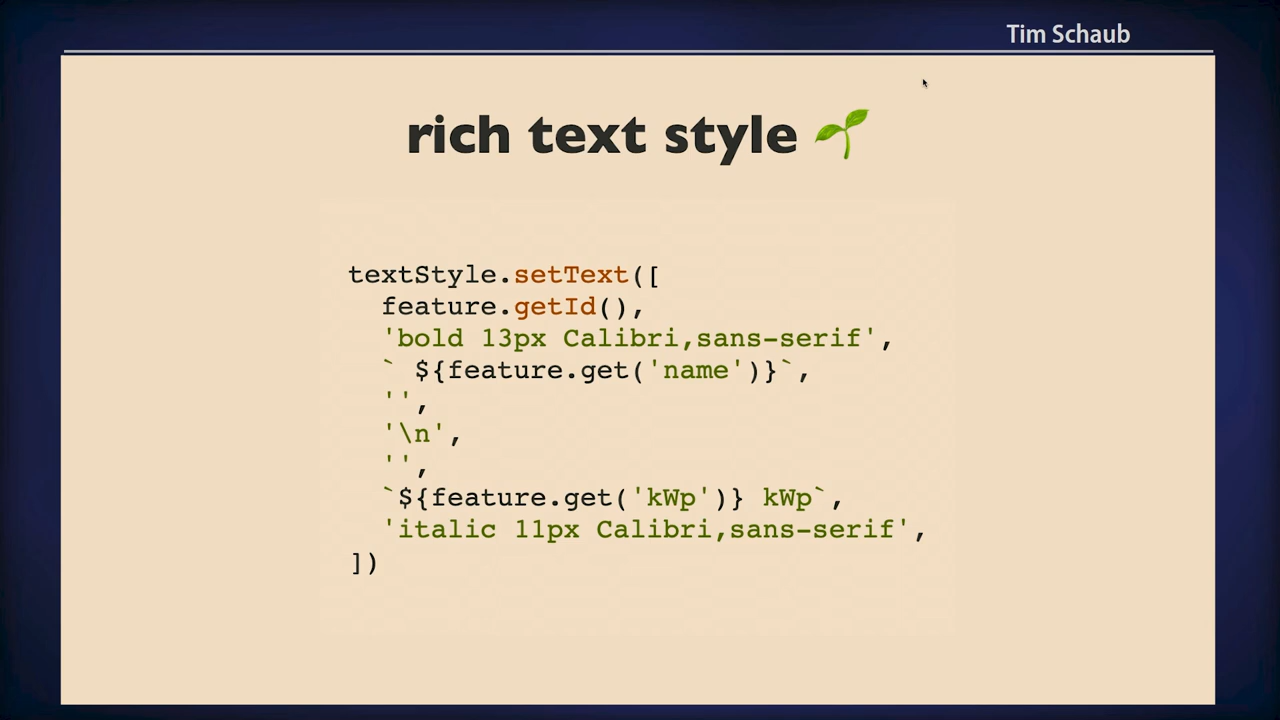 Tim Schaub
rich text style 🌱
textStyle.setText([
  feature.getId(),
  'bold 13px Calibri,sans-serif',
  ` ${feature.get('name')}`,
  '',
  '\n',
  '',
  `${feature.get('kWp')} kWp`,
  'italic 11px Calibri,sans-serif',
])